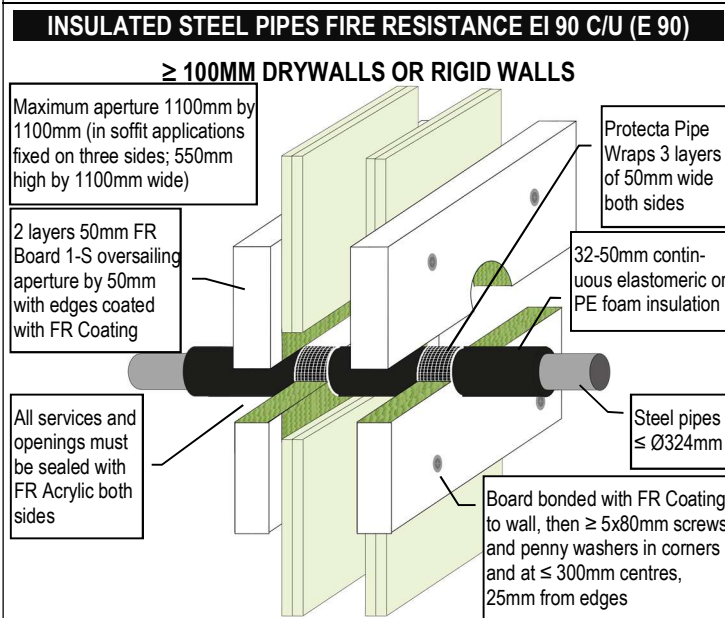 INSULATED STEEL PIPES FIRE RESISTANCE EI 90 C/U (E 90)
≥ 100MM DRYWALLS OR RIGID WALLS
Maximum aperture 1100mm by
1100mm (in soffit applications
fixed on three sides; 550mm
high by 1100mm wide)
2 layers 50mm FR
Board 1-S oversailing
aperture by 50mm
with edges coated
with FR Coating
All services and
openings must
be sealed with
FR Acrylic both
sides
Protecta Pipe
Wraps 3 layers
of 50mm wide
both sides
32-50mm contin-
uous elastomeric or
PE foam insulation
Steel pipes
≤ Ø324mm
Board bonded with FR Coating
to wall, then ≥ 5x80mm screws
and penny washers in corners
and at ≤ 300mm centres,
25mm from edges